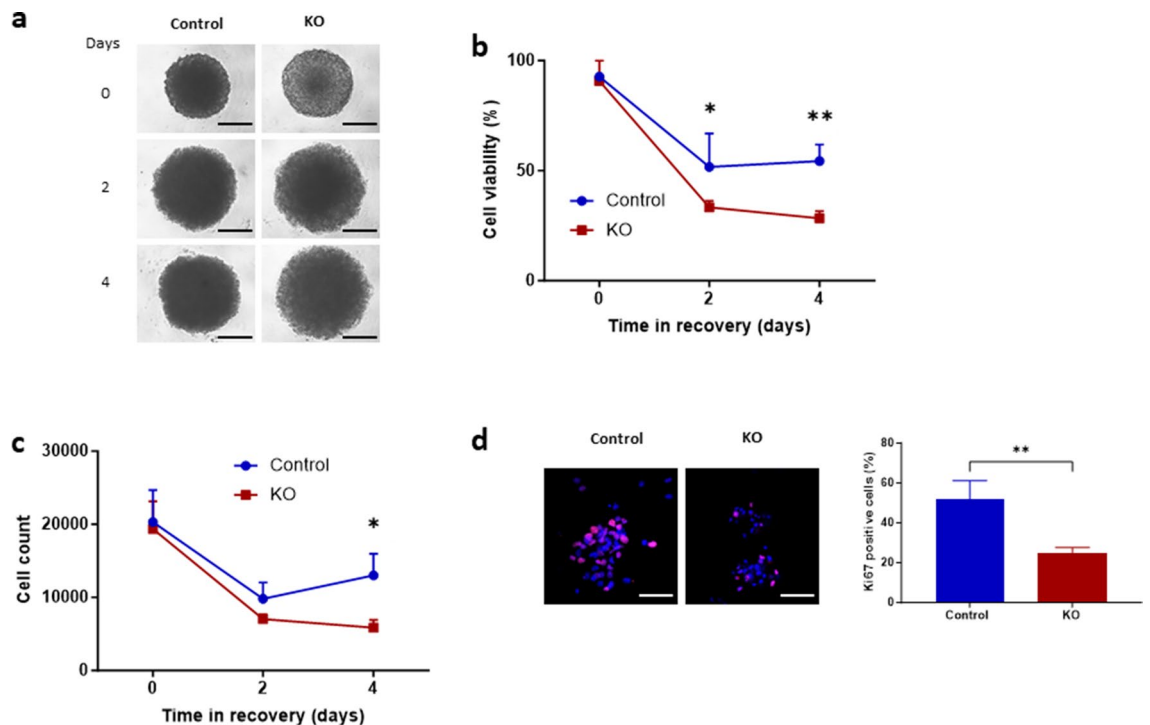 a
Control KO
Days
0
2
4
b
100
50
0
Cell viability (%)
*
**
Control
KO
0 2 4
Time in recovery (days)
c
30000
20000
10000
0
Cell count
Control
KO
*
0 2 4
Time in recovery (days)
d
Control KO
80
60
40
20
0
Ki67 positive cells (%)
**
Control KO